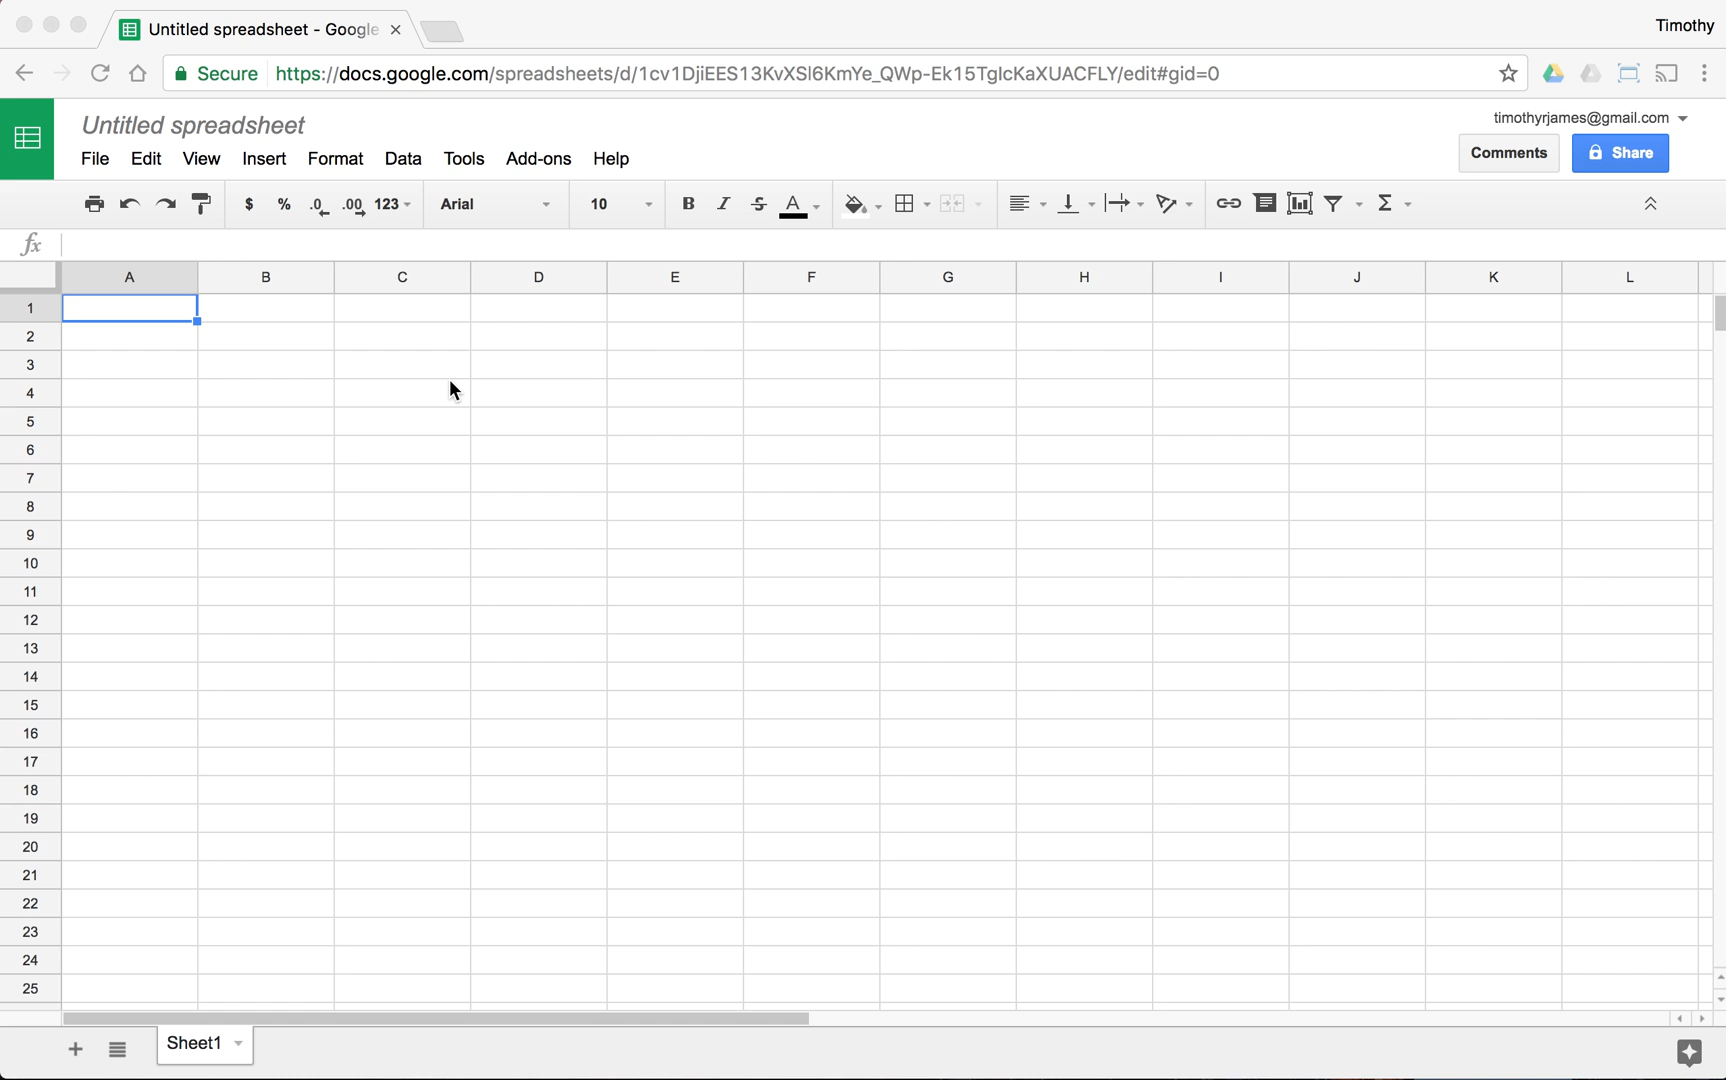 Untitled spreadsheet - Google
Timothy
Secure https://docs.google.com/spreadsheets/d/1cv1DjiEES13KvXSl6KmYe_QWp-Ek15TglcKaXUACFLY/edit#gid=0
Untitled spreadsheet
timothyrjames@gmail.com
File Edit View Insert Format Data Tools Add-ons Help
Comments Share
$ % .0 .00 123 Arial 10 B I S A Σ
fx
A B C D E F G H I J K L
1
2
3
4
5
6
7
8
9
10
11
12
13
14
15
16
17
18
19
20
21
22
23
24
25
Sheet1